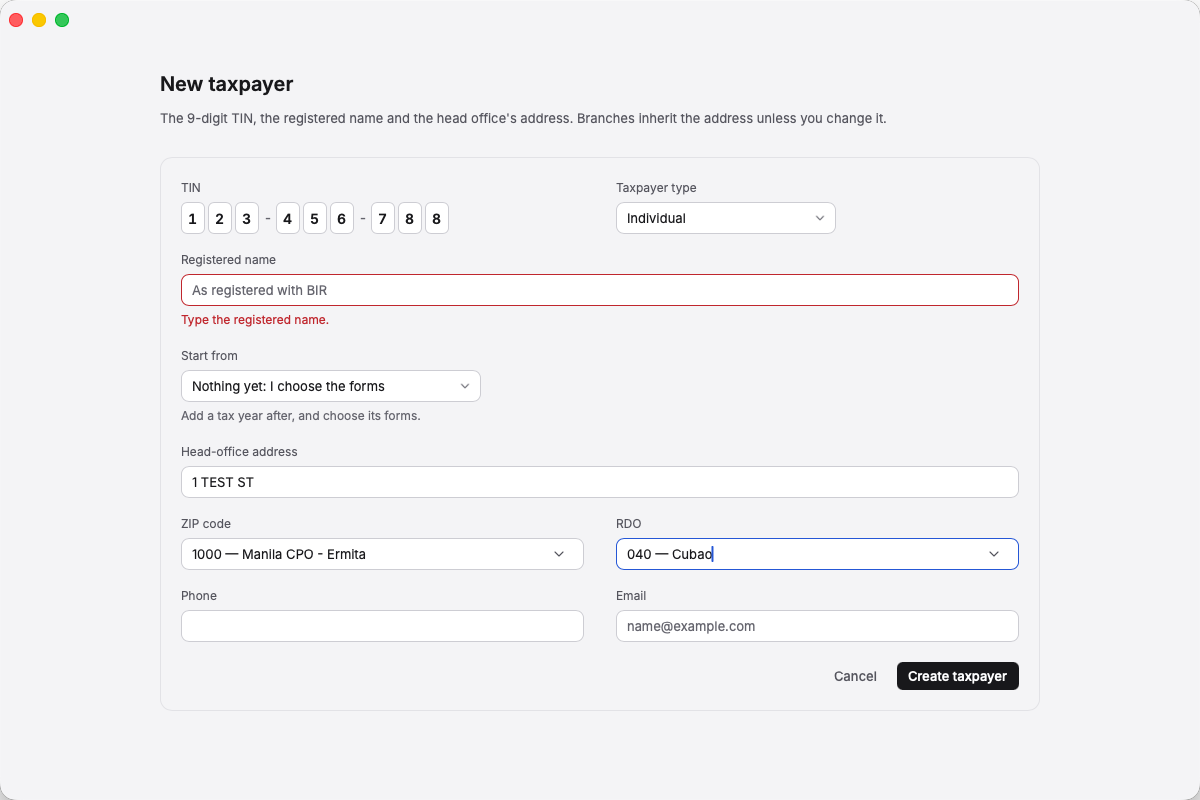 New taxpayer
The 9-digit TIN, the registered name and the head office's address. Branches inherit the address unless you change it.
TIN
1 2 3 - 4 5 6 - 7 8 8
Taxpayer type
Individual
Registered name
As registered with BIR
Type the registered name.
Start from
Nothing yet: I choose the forms
Add a tax year after, and choose its forms.
Head-office address
1 TEST ST
ZIP code
1000 — Manila CPO - Ermita
RDO
040 — Cubao
Phone
Email
name@example.com
Cancel
Create taxpayer